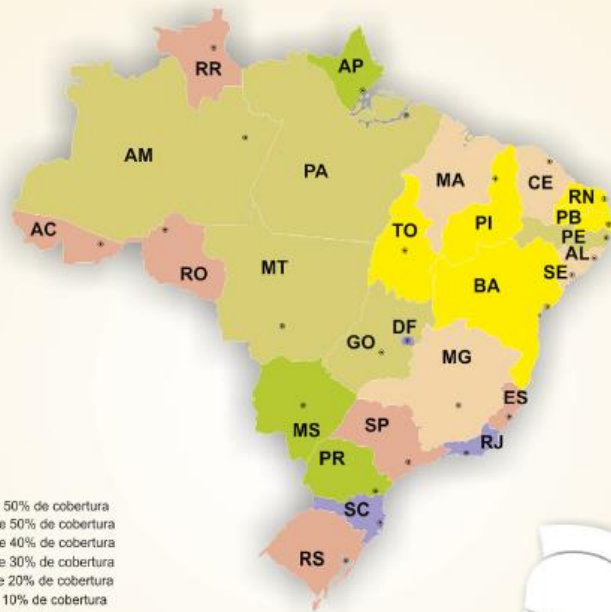 RR
AP
AM
PA
MA
CE
RN
PB
PE
AL
SE
TO
PI
BA
AC
RO
MT
GO
DF
MG
ES
RJ
MS
SP
PR
SC
RS
50% de cobertura
50% de cobertura
40% de cobertura
30% de cobertura
20% de cobertura
10% de cobertura